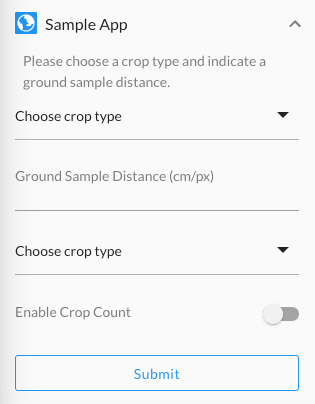 Sample App
Please choose a crop type and indicate a
ground sample distance.
Choose crop type
Ground Sample Distance (cm/px)
Choose crop type
Enable Crop Count
Submit